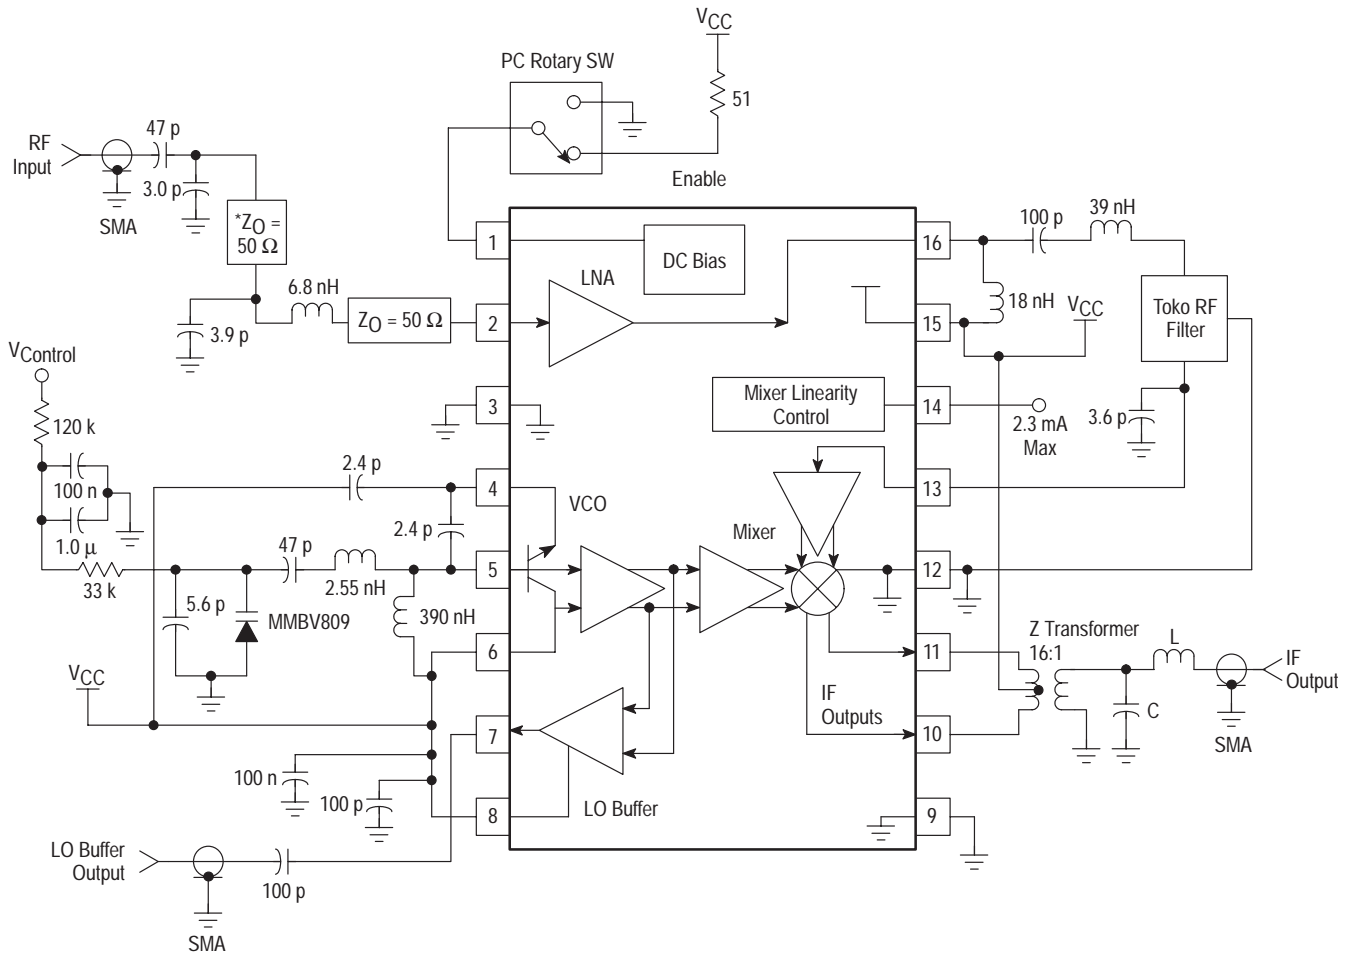 VCC
PC Rotary SW
51
Enable
RF
Input
47 p
3.0 p
SMA
*ZO =
50 Ω
6.8 nH
3.9 p
ZO = 50 Ω
VControl
120 k
100 n
1.0 μ
33 k
5.6 p
MMBV809
47 p
2.55 nH
390 nH
2.4 p
2.4 p
VCC
100 n
100 p
LO Buffer
Output
100 p
SMA
1
2
3
4
5
6
7
8
DC Bias
LNA
Mixer Linearity
Control
VCO
Mixer
IF
Outputs
LO Buffer
16
15
14
13
12
11
10
9
100 p
39 nH
18 nH
VCC
Toko RF
Filter
3.6 p
2.3 mA
Max
Z Transformer
16:1
L
C
IF
Output
SMA